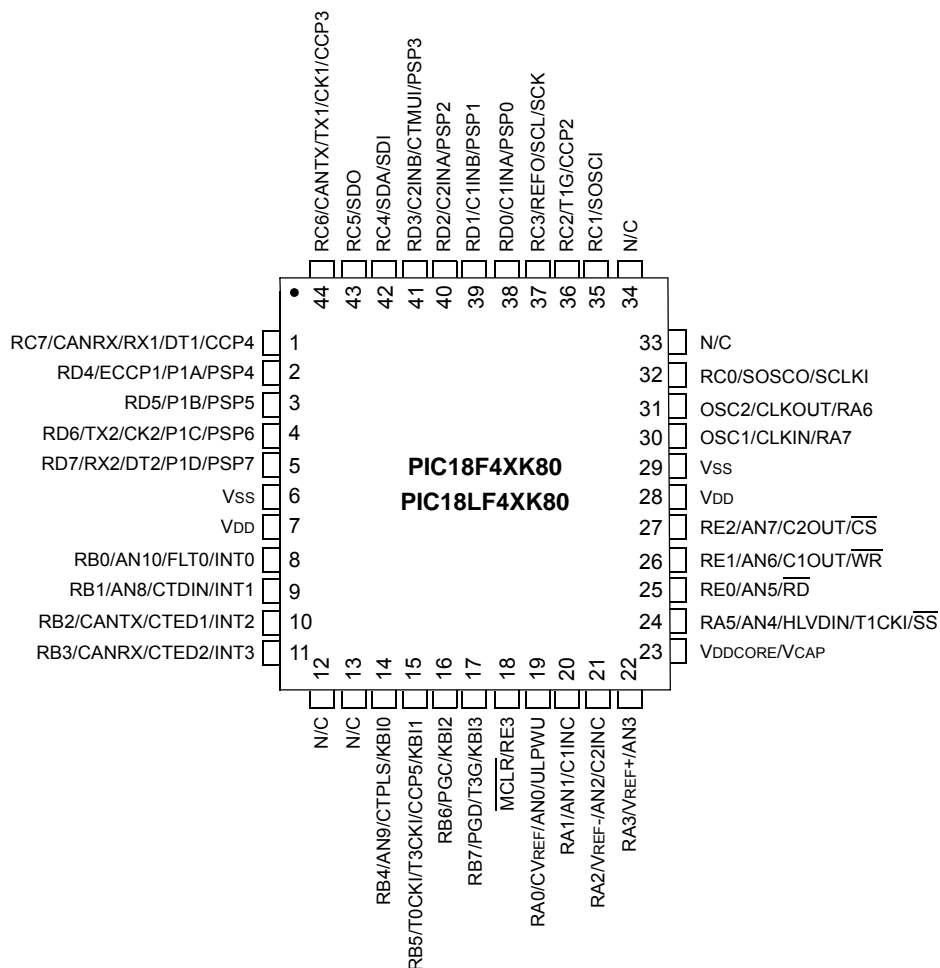 RC6/CANTX/TX1/CK1/CCP3
RC5/SDO
RC4/SDA/SDI
RD3/C2INB/CTMUI/PSP3
RD2/C2INA/PSP2
RD1/C1INB/PSP1
RD0/C1INA/PSP0
RC3/REFO/SCL/SCK
RC2/T1G/CCP2
RC1/SOSCI
N/C
44
43
42
41
40
39
38
37
36
35
34
RC7/CANRX/RX1/DT1/CCP4 1
RD4/ECCP1/P1A/PSP4 2
RD5/P1B/PSP5 3
RD6/TX2/CK2/P1C/PSP6 4
RD7/RX2/DT2/P1D/PSP7 5
VSS 6
VDD 7
RB0/AN10/FLT0/INT0 8
RB1/AN8/CTDIN/INT1 9
RB2/CANTX/CTED1/INT2 10
RB3/CANRX/CTED2/INT3 11
PIC18F4XK80
PIC18LF4XK80
33 N/C
32 RC0/SOSCO/SCLKI
31 OSC2/CLKOUT/RA6
30 OSC1/CLKIN/RA7
29 VSS
28 VDD
27 RE2/AN7/C2OUT/CS
26 RE1/AN6/C1OUT/WR
25 RE0/AN5/RD
24 RA5/AN4/HLVDIN/T1CKI/SS
23 VDDCORE/VCAP
12
13
14
15
16
17
18
19
20
21
22
N/C
N/C
RB4/AN9/CTPLS/KBI0
RB5/T0CKI/T3CKI/CCP5/KBI1
RB6/PGC/KBI2
RB7/PGD/T3G/KBI3
MCLR/RE3
RA0/CVREF/AN0/ULPWU
RA1/AN1/C1INC
RA2/VREF-/AN2/C2INC
RA3/VREF+/AN3